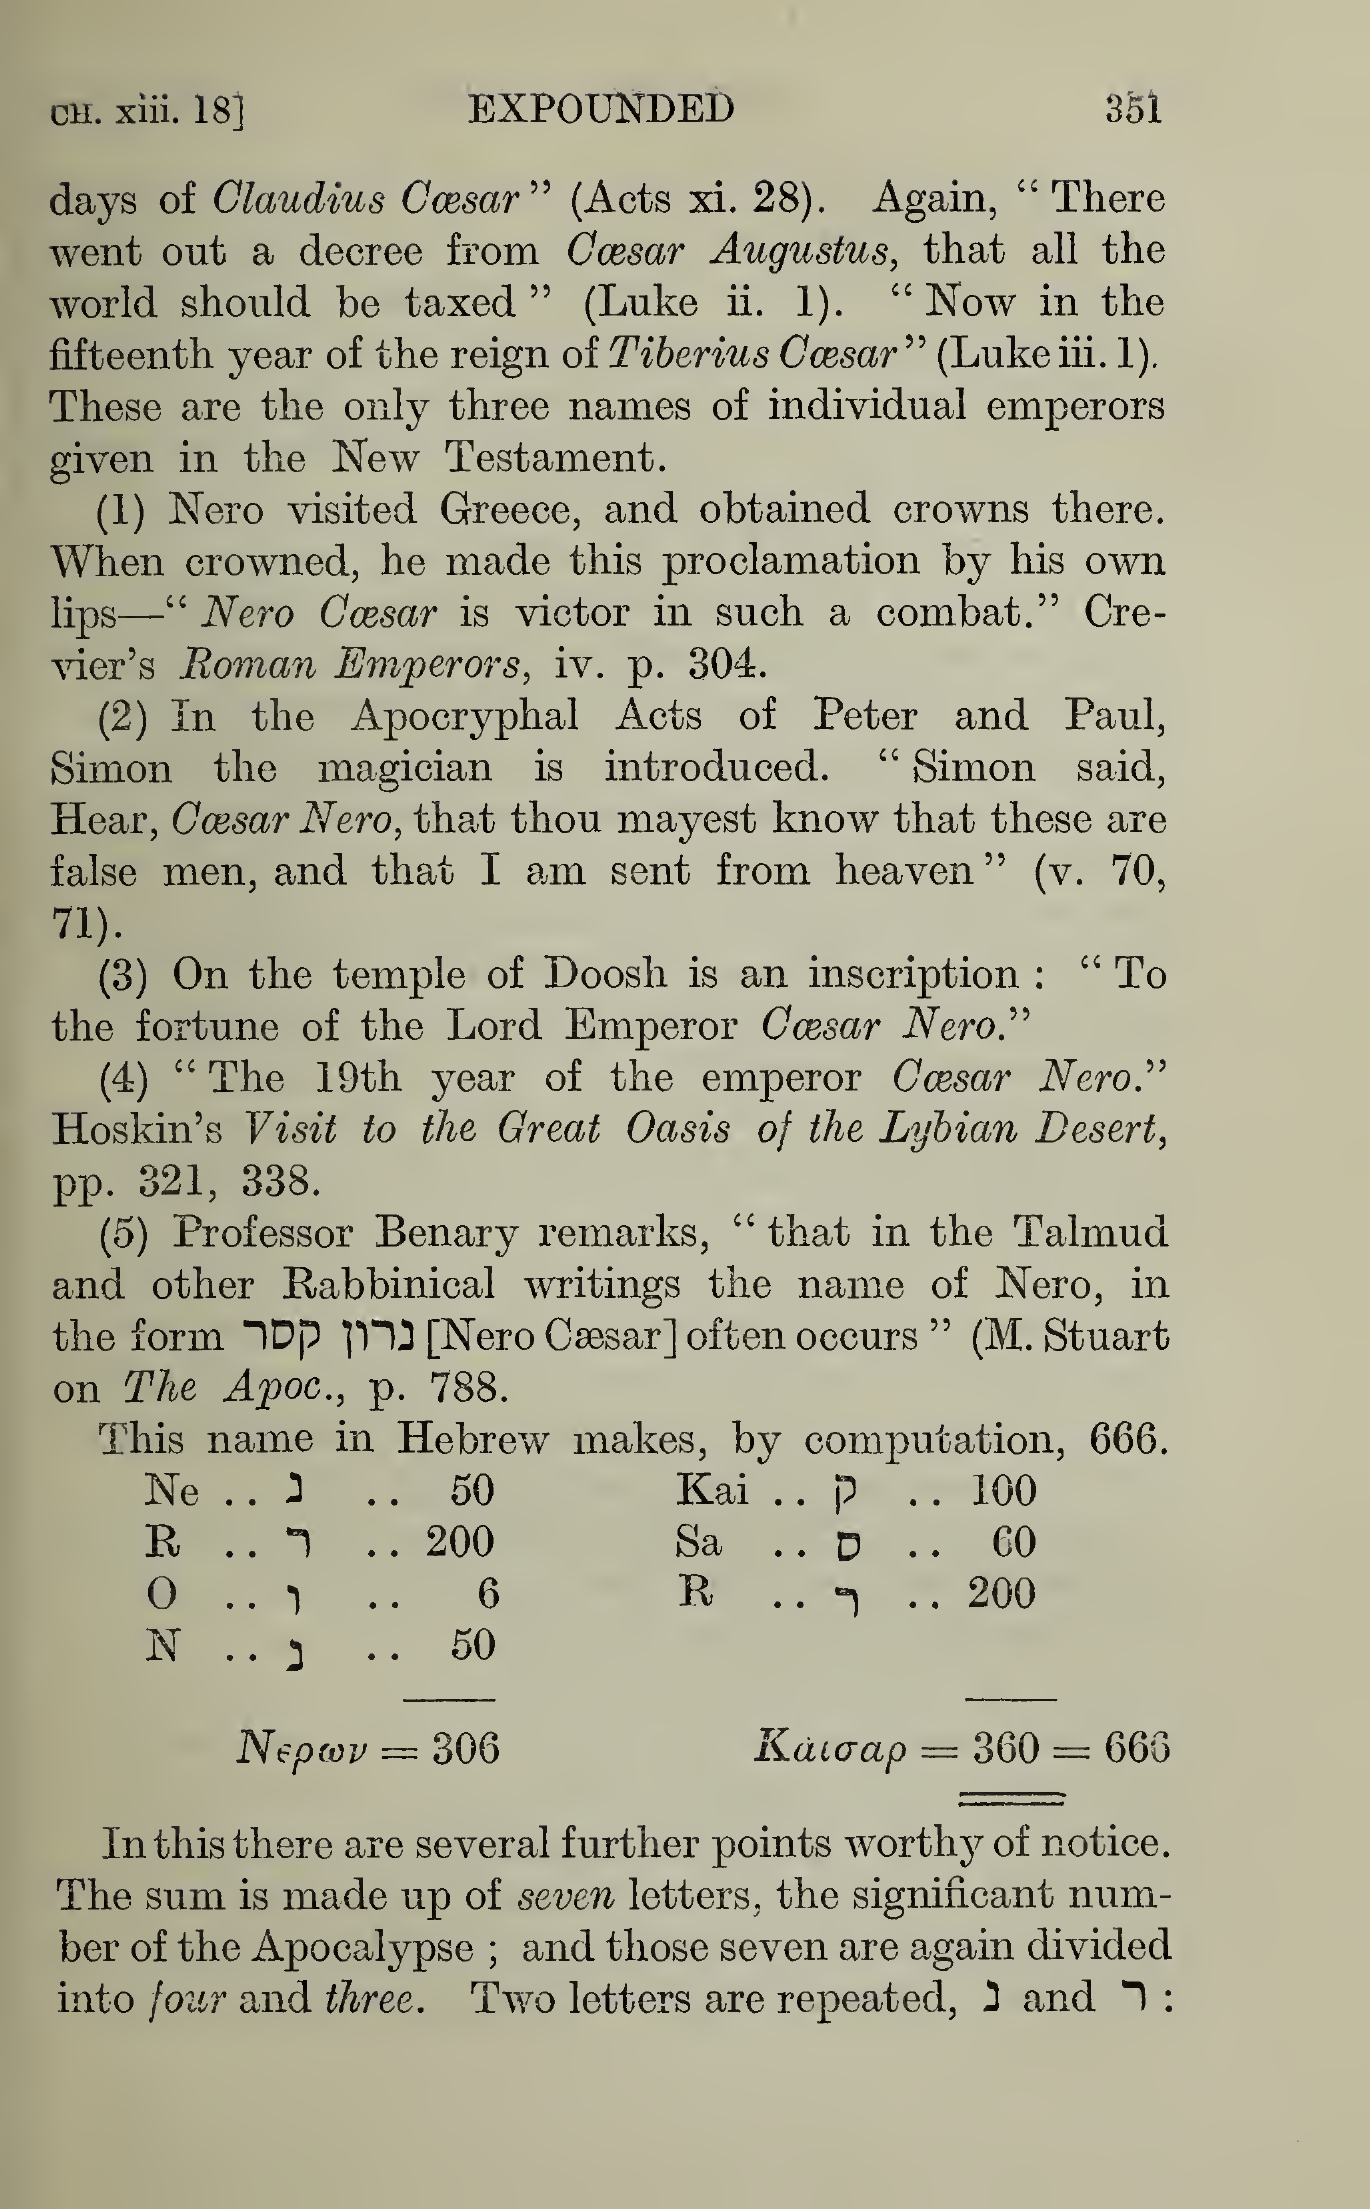 CH. xiii. 18] EXPOUNDED 351
days of Claudius Cæsar” (Acts xi. 28). Again, “There
went out a decree from Cæsar Augustus, that all the
world should be taxed” (Luke ii. 1). “Now in the
fifteenth year of the reign of Tiberius Cæsar” (Luke iii. 1).
These are the only three names of individual emperors
given in the New Testament.
(1) Nero visited Greece, and obtained crowns there.
When crowned, he made this proclamation by his own
lips—“Nero Cæsar is victor in such a combat.” Cre-
vier’s Roman Emperors, iv. p. 304.
(2) In the Apocryphal Acts of Peter and Paul,
Simon the magician is introduced. “Simon said,
Hear, Cæsar Nero, that thou mayest know that these are
false men, and that I am sent from heaven” (v. 70,
71).
(3) On the temple of Doosh is an inscription : “To
the fortune of the Lord Emperor Cæsar Nero.”
(4) “The 19th year of the emperor Cæsar Nero.”
Hoskin’s Visit to the Great Oasis of the Lybian Desert,
pp. 321, 338.
(5) Professor Benary remarks, “that in the Talmud
and other Rabbinical writings the name of Nero, in
the form נרון קסר [Nero Cæsar] often occurs” (M. Stuart
on The Apoc., p. 788.
This name in Hebrew makes, by computation, 666.
Ne .. נ .. 50 Kai .. ק .. 100
R .. ר .. 200 Sa .. ס .. 60
O .. ו .. 6 R .. ר .. 200
N .. נ .. 50
Νερων = 306 Καισαρ = 360 = 666
In this there are several further points worthy of notice.
The sum is made up of seven letters, the significant num-
ber of the Apocalypse ; and those seven are again divided
into four and three. Two letters are repeated, נ and ר :